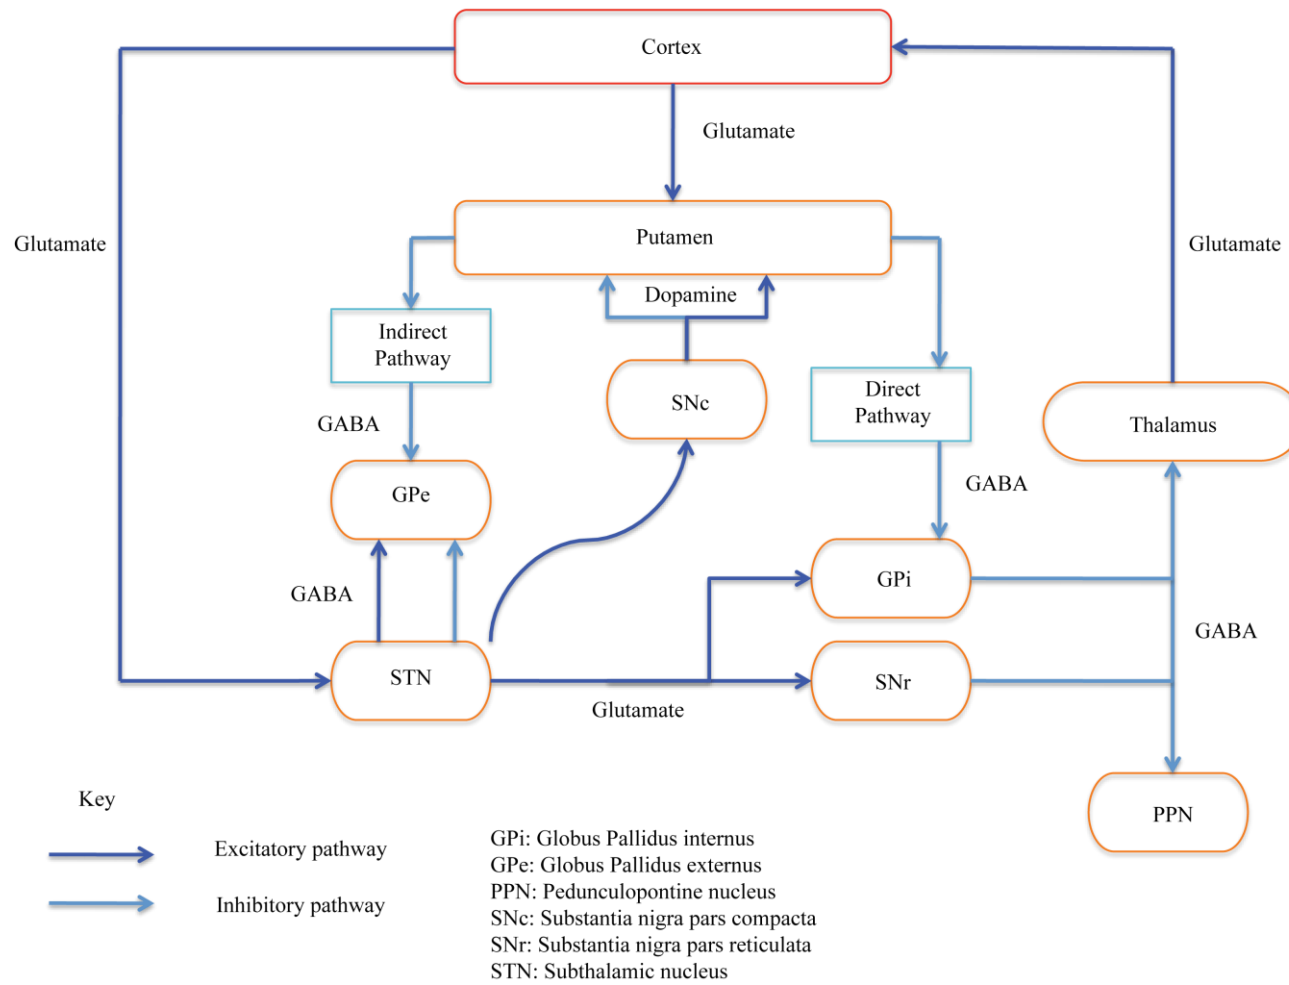 Cortex
Glutamate
Putamen
Glutamate
Glutamate
Dopamine
Indirect
Pathway
SNc
Direct
Pathway
Thalamus
GABA
GPe
GABA
GPi
GABA
GABA
STN
SNr
Glutamate
PPN
Key
Excitatory pathway
Inhibitory pathway
GPi: Globus Pallidus internus
GPe: Globus Pallidus externus
PPN: Pedunculopontine nucleus
SNc: Substantia nigra pars compacta
SNr: Substantia nigra pars reticulata
STN: Subthalamic nucleus